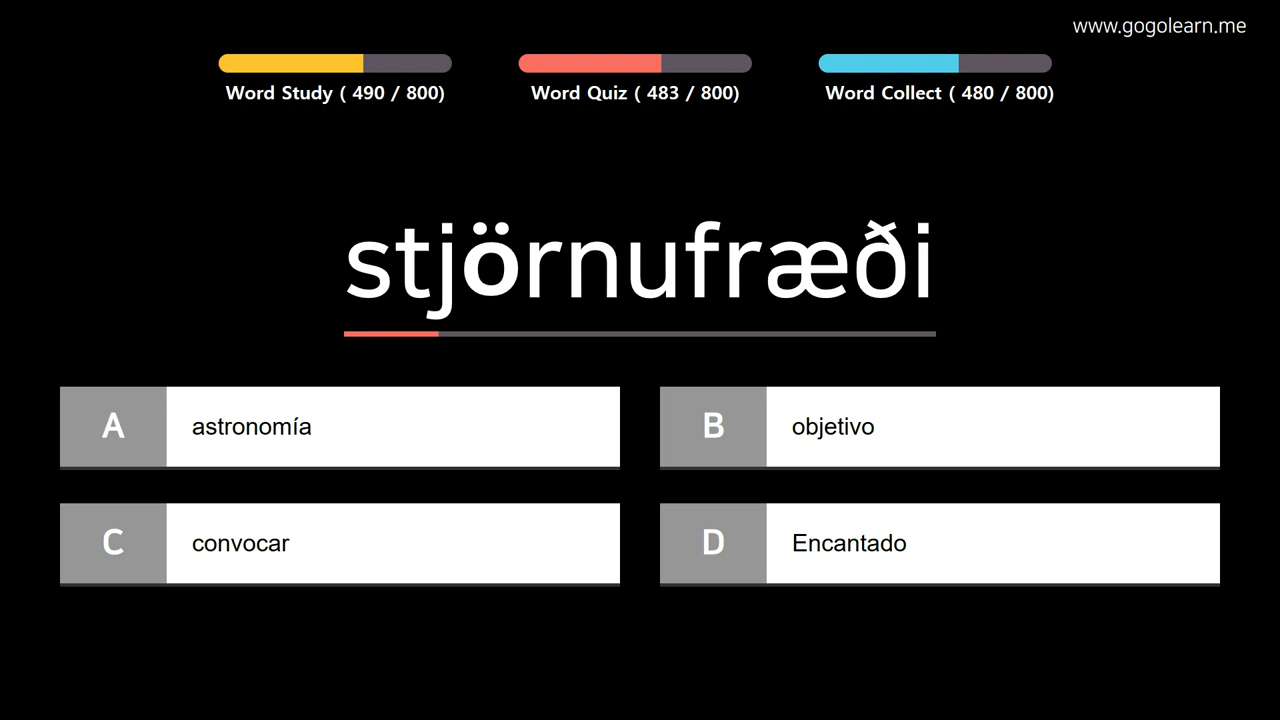 www.gogolearn.me
Word Study ( 490 / 800)
Word Quiz ( 483 / 800)
Word Collect ( 480 / 800)
stjörnufræði
A astronomía
B objetivo
C convocar
D Encantado